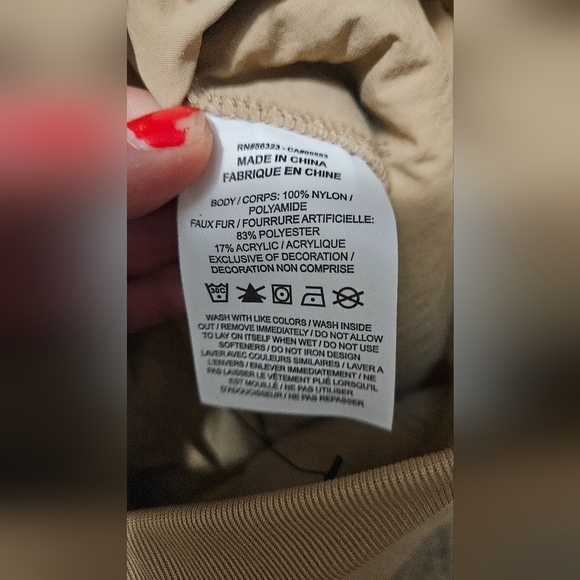 RN#56323 - CA#05553
MADE IN CHINA
FABRIQUE EN CHINE
BODY / CORPS: 100% NYLON /
POLYAMIDE
FAUX FUR / FOURRURE ARTIFICIELLE:
83% POLYESTER
17% ACRYLIC / ACRYLIQUE
EXCLUSIVE OF DECORATION /
DECORATION NON COMPRISE
30C
WASH WITH LIKE COLORS / WASH INSIDE
OUT / REMOVE IMMEDIATELY / DO NOT ALLOW
TO LAY ON ITSELF WHEN WET / DO NOT USE
SOFTENERS / DO NOT IRON DESIGN
LAVER AVEC COULEURS SIMILAIRES / LAVER A
L'ENVERS / ENLEVER IMMEDIATEMENT / NE
PAS LAISSER LE VÊTEMENT PLIÉ LORSQU'IL
EST MOUILLÉ / NE PAS UTILISER
D'ADOUCISSEUR / NE PAS REPASSER